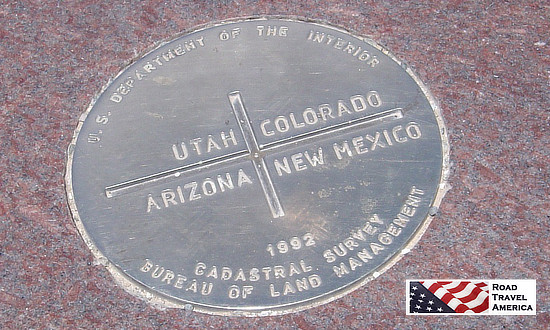 U. S. DEPARTMENT OF THE INTERIOR
UTAH COLORADO
ARIZONA NEW MEXICO
1992
CADASTRAL SURVEY
BUREAU OF LAND MANAGEMENT
ROAD
TRAVEL
AMERICA